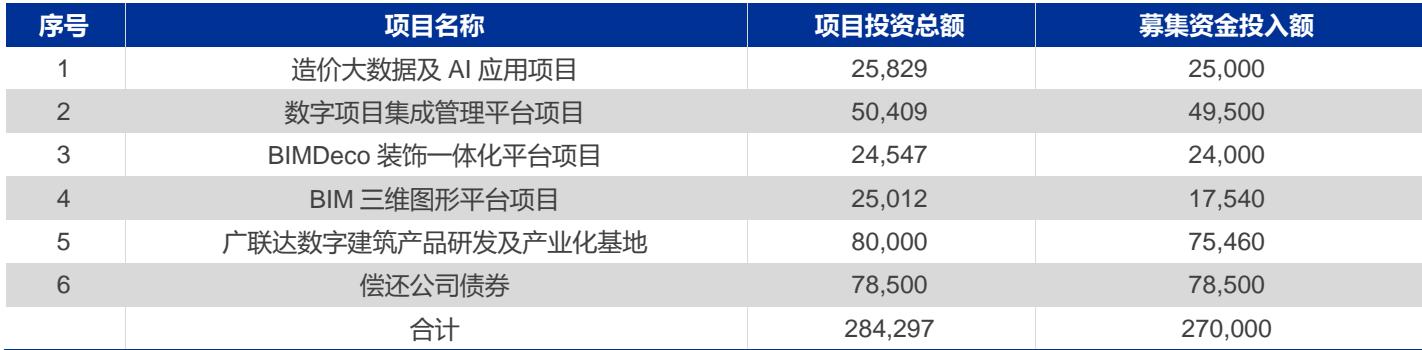 序号 项目名称 项目投资总额 募集资金投入额
1 造价大数据及 AI 应用项目 25,829 25,000
2 数字项目集成管理平台项目 50,409 49,500
3 BIMDeco 装饰一体化平台项目 24,547 24,000
4 BIM 三维图形平台项目 25,012 17,540
5 广联达数字建筑产品研发及产业化基地 80,000 75,460
6 偿还公司债券 78,500 78,500
合计 284,297 270,000